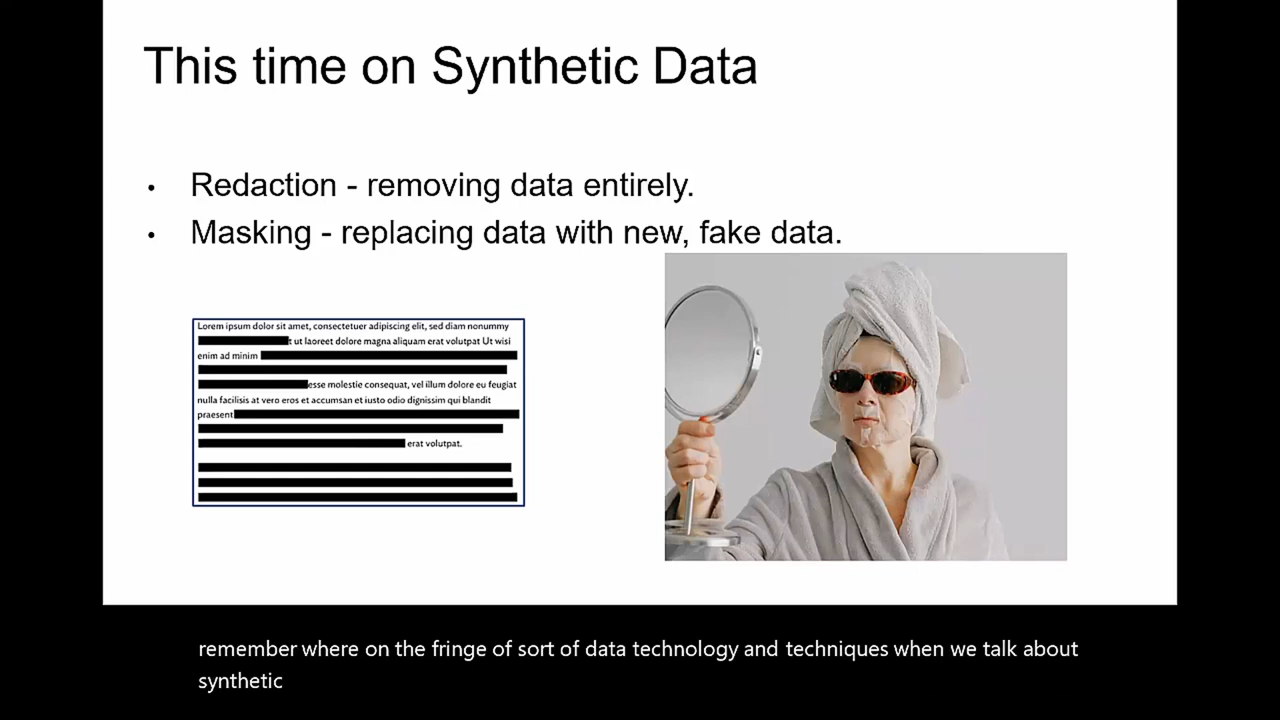 This time on Synthetic Data
• Redaction - removing data entirely.
• Masking - replacing data with new, fake data.
Lorem ipsum dolor sit amet, consectetuer adipiscing elit, sed diam nonummy
t ut laoreet dolore magna aliquam erat volutpat Ut wisi
enim ad minim
esse molestie consequat, vel illum dolore eu feugiat
nulla facilisis at vero eros et accumsan et iusto odio dignissim qui blandit
praesent
erat volutpat.
remember where on the fringe of sort of data technology and techniques when we talk about
synthetic